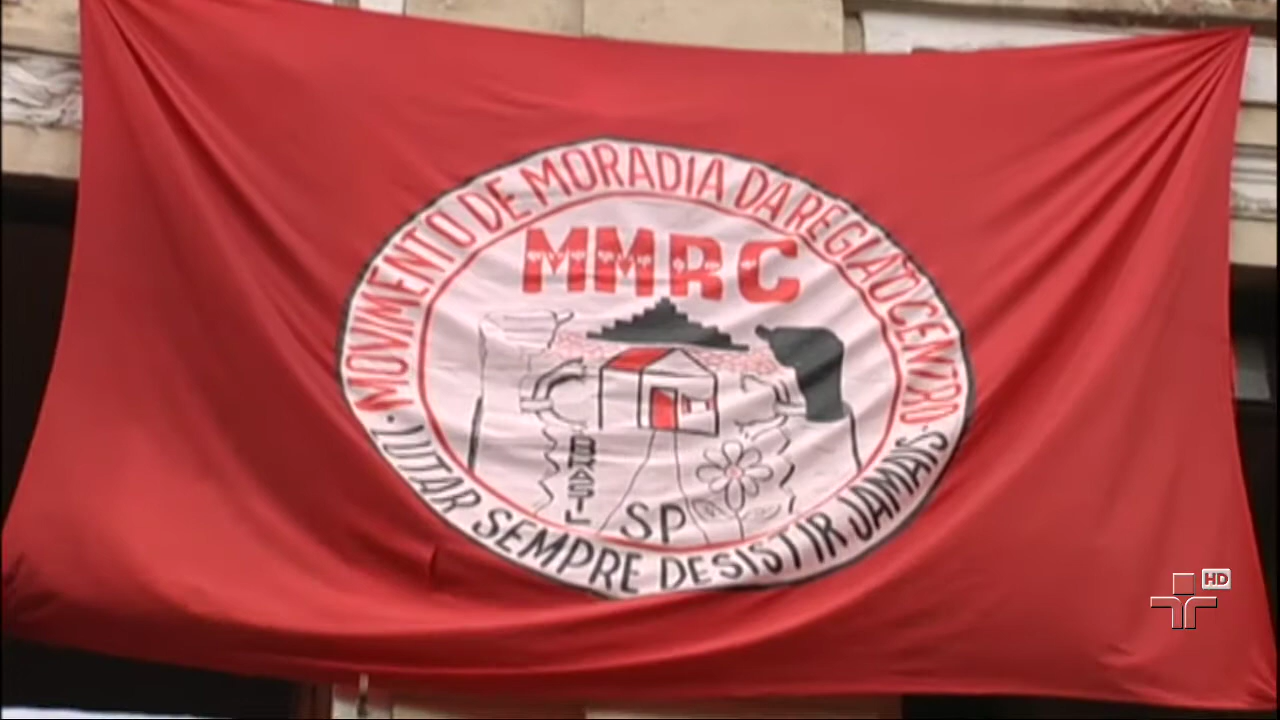 MOVIMENTO DE MORADIA DA REGIÃO CENTRO
MMRC
BRASIL
SP
LUTAR SEMPRE DESISTIR JAMAIS
HD